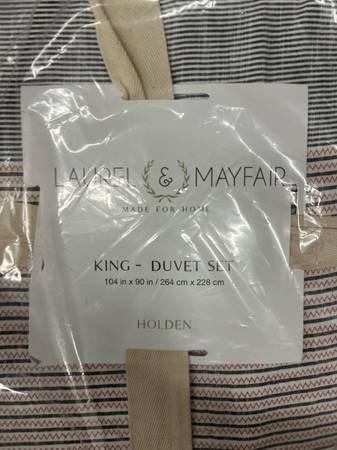 LAUREL & MAYFAIR
MADE FOR HOME
KING - DUVET SET
104 in x 90 in / 264 cm x 228 cm
HOLDEN